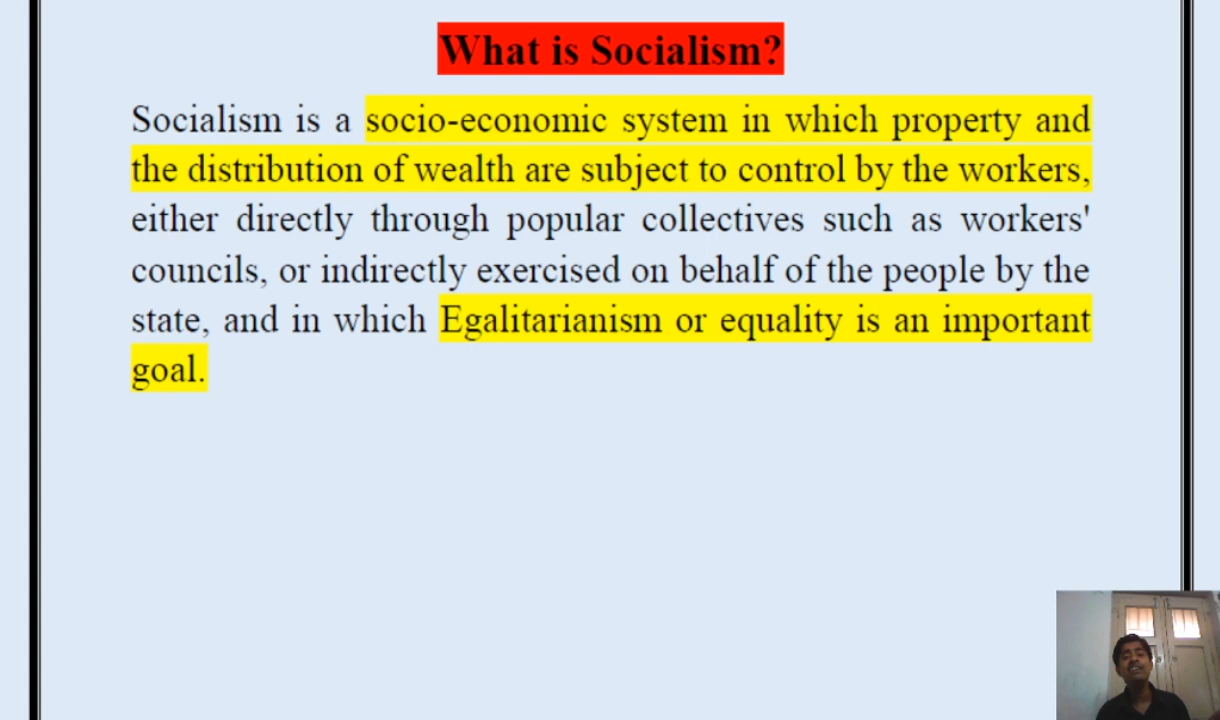 What is Socialism?
Socialism is a socio-economic system in which property and
the distribution of wealth are subject to control by the workers,
either directly through popular collectives such as workers'
councils, or indirectly exercised on behalf of the people by the
state, and in which Egalitarianism or equality is an important
goal.